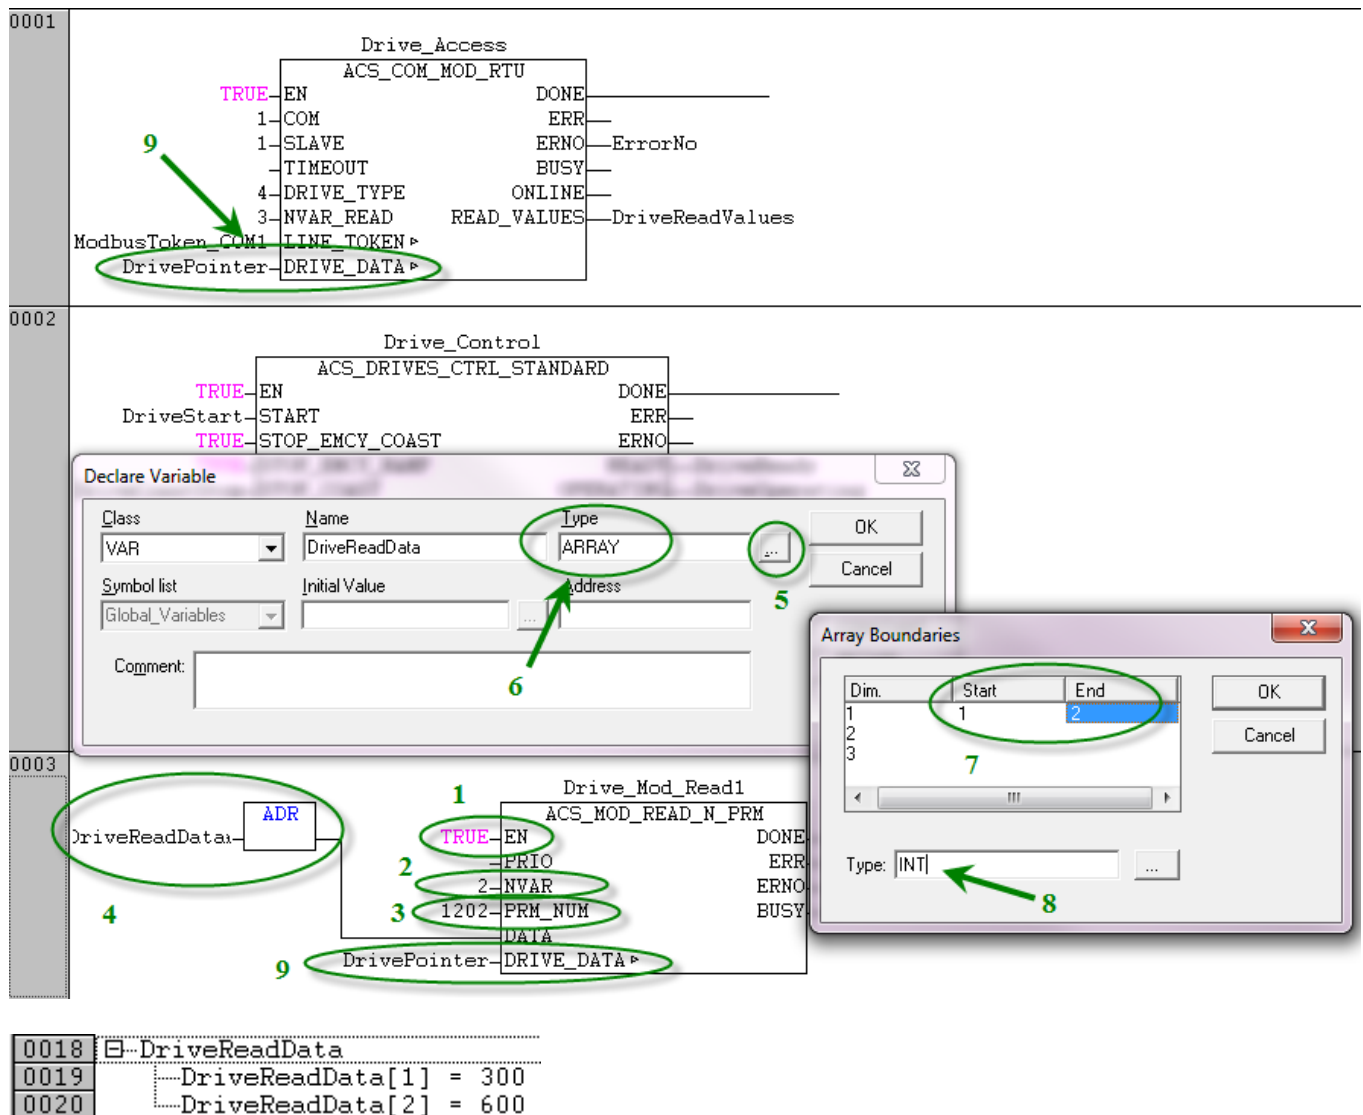 0001
Drive_Access
ACS_COM_MOD_RTU
TRUE EN DONE
1 COM ERR
1 SLAVE ERNO ErrorNo
9
TIMEOUT BUSY
4 DRIVE_TYPE ONLINE
3 NVAR_READ READ_VALUES DriveReadValues
ModbusToken_COM1 LINE_TOKEN
DrivePointer DRIVE_DATA
0002
Drive_Control
ACS_DRIVES_CTRL_STANDARD
TRUE EN DONE
DriveStart START ERR
TRUE STOP_EMCY_COAST ERNO
Declare Variable
Class Name Type
VAR DriveReadData ARRAY ... OK
Cancel
Symbol list Initial Value Address
5
Global_Variables ...
Comment:
6
Array Boundaries
Dim. Start End OK
1 1 2
2
3
7
Cancel
Type: INT ...
8
0003
Drive_Mod_Read1
1
ADR ACS_MOD_READ_N_PRM
DriveReadData TRUE EN DONE
2
PRIO ERR
2 NVAR ERNO
4
3 1202 PRM_NUM BUSY
DATA
9
DrivePointer DRIVE_DATA
0018 DriveReadData
0019 DriveReadData[1] = 300
0020 DriveReadData[2] = 600